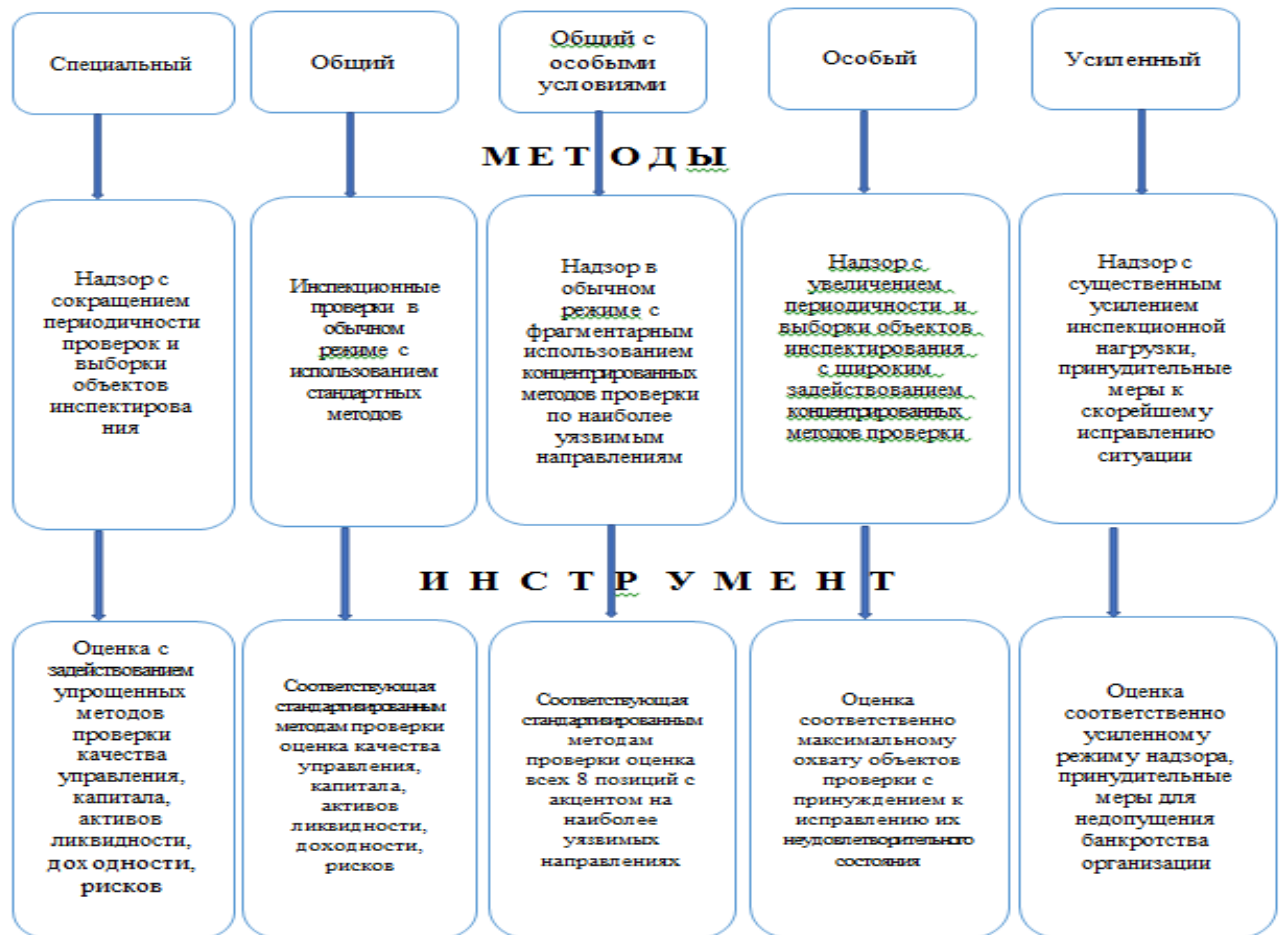 Специальный
Общий
Общий с
особыми
условиями
Особый
Усиленный
МЕТОДЫ
Надзор с
сокращением
периодичности
проверок и
выборки
объектов
инспектирова
ния
Инспекционные
проверки в
обычном
режиме с
использованием
стандартных
методов
Надзор в
обычном
режиме с
фрагментарным
использованием
концентрированных
методов проверки
по наиболее
уязвимым
направлениям
Надзор с
увеличением
периодичности и
выборки объектов
инспектирования
с широким
задействованием
концентрированных
методов проверки
Надзор с
существенным
усилением
инспекционной
нагрузки,
принудительные
меры к
скорейшему
исправлению
ситуации
ИНСТРУМЕНТ
Оценка с
задействованием
упрощенных
методов
проверки
качества
управления,
капитала,
активов
ликвидности,
доходности,
рисков
Соответствующая
стандартизированным
методам проверки
оценка качества
управления,
капитала,
активов
ликвидности,
доходности,
рисков
Соответствующая
стандартизированным
методам
проверки оценка
всех 8 позиций с
акцентом на
наиболее
уязвимых
направлениях
Оценка
соответственно
максимальному
охвату объектов
проверки с
принуждением к
исправлению их
неудовлетворительного
состояния
Оценка
соответственно
усиленному
режиму надзора,
принудительные
меры для
недопущения
банкротства
организации